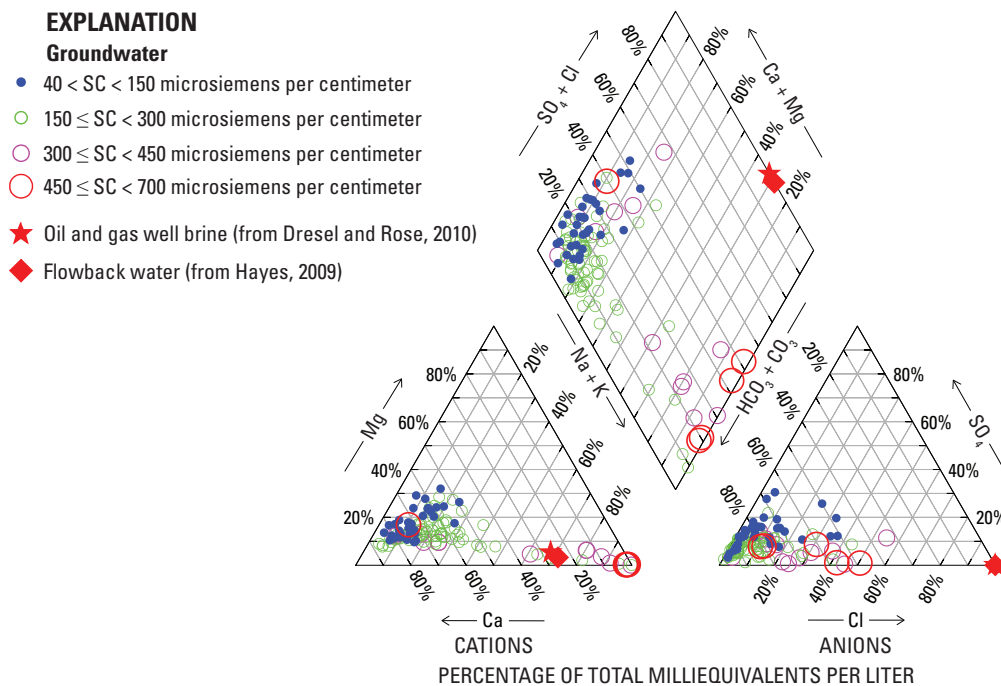 EXPLANATION
Groundwater
40 < SC < 150 microsiemens per centimeter
150 ≤ SC < 300 microsiemens per centimeter
300 ≤ SC < 450 microsiemens per centimeter
450 ≤ SC < 700 microsiemens per centimeter
Oil and gas well brine (from Dresel and Rose, 2010)
Flowback water (from Hayes, 2009)
SO4 + Cl
20%
40%
60%
80%
Ca + Mg
80%
60%
40%
20%
Na + K
HCO3 + CO3
Mg
80%
40%
20%
20%
40%
60%
80%
80%
60%
40%
20%
Ca
CATIONS
80%
60%
40%
20%
SO4
80%
40%
20%
20%
40%
60%
80%
Cl
ANIONS
PERCENTAGE OF TOTAL MILLIEQUIVALENTS PER LITER